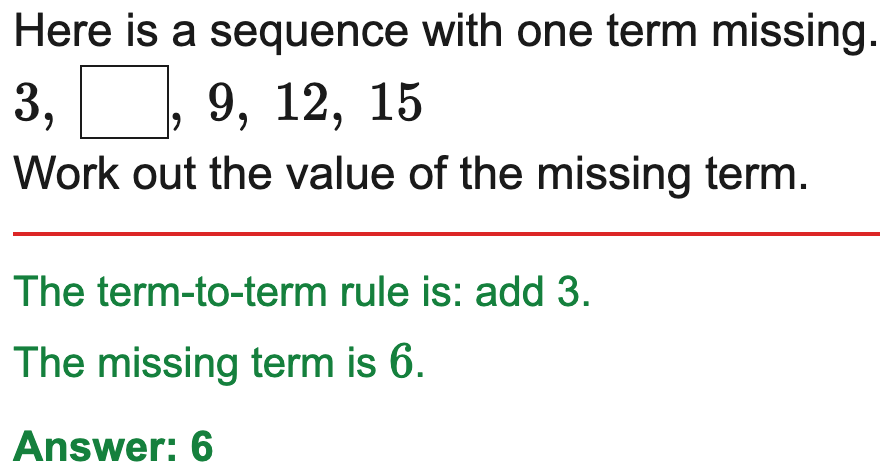 Here is a sequence with one term missing.
3, , 9, 12, 15
Work out the value of the missing term.
The term-to-term rule is: add 3.
The missing term is 6.
Answer: 6